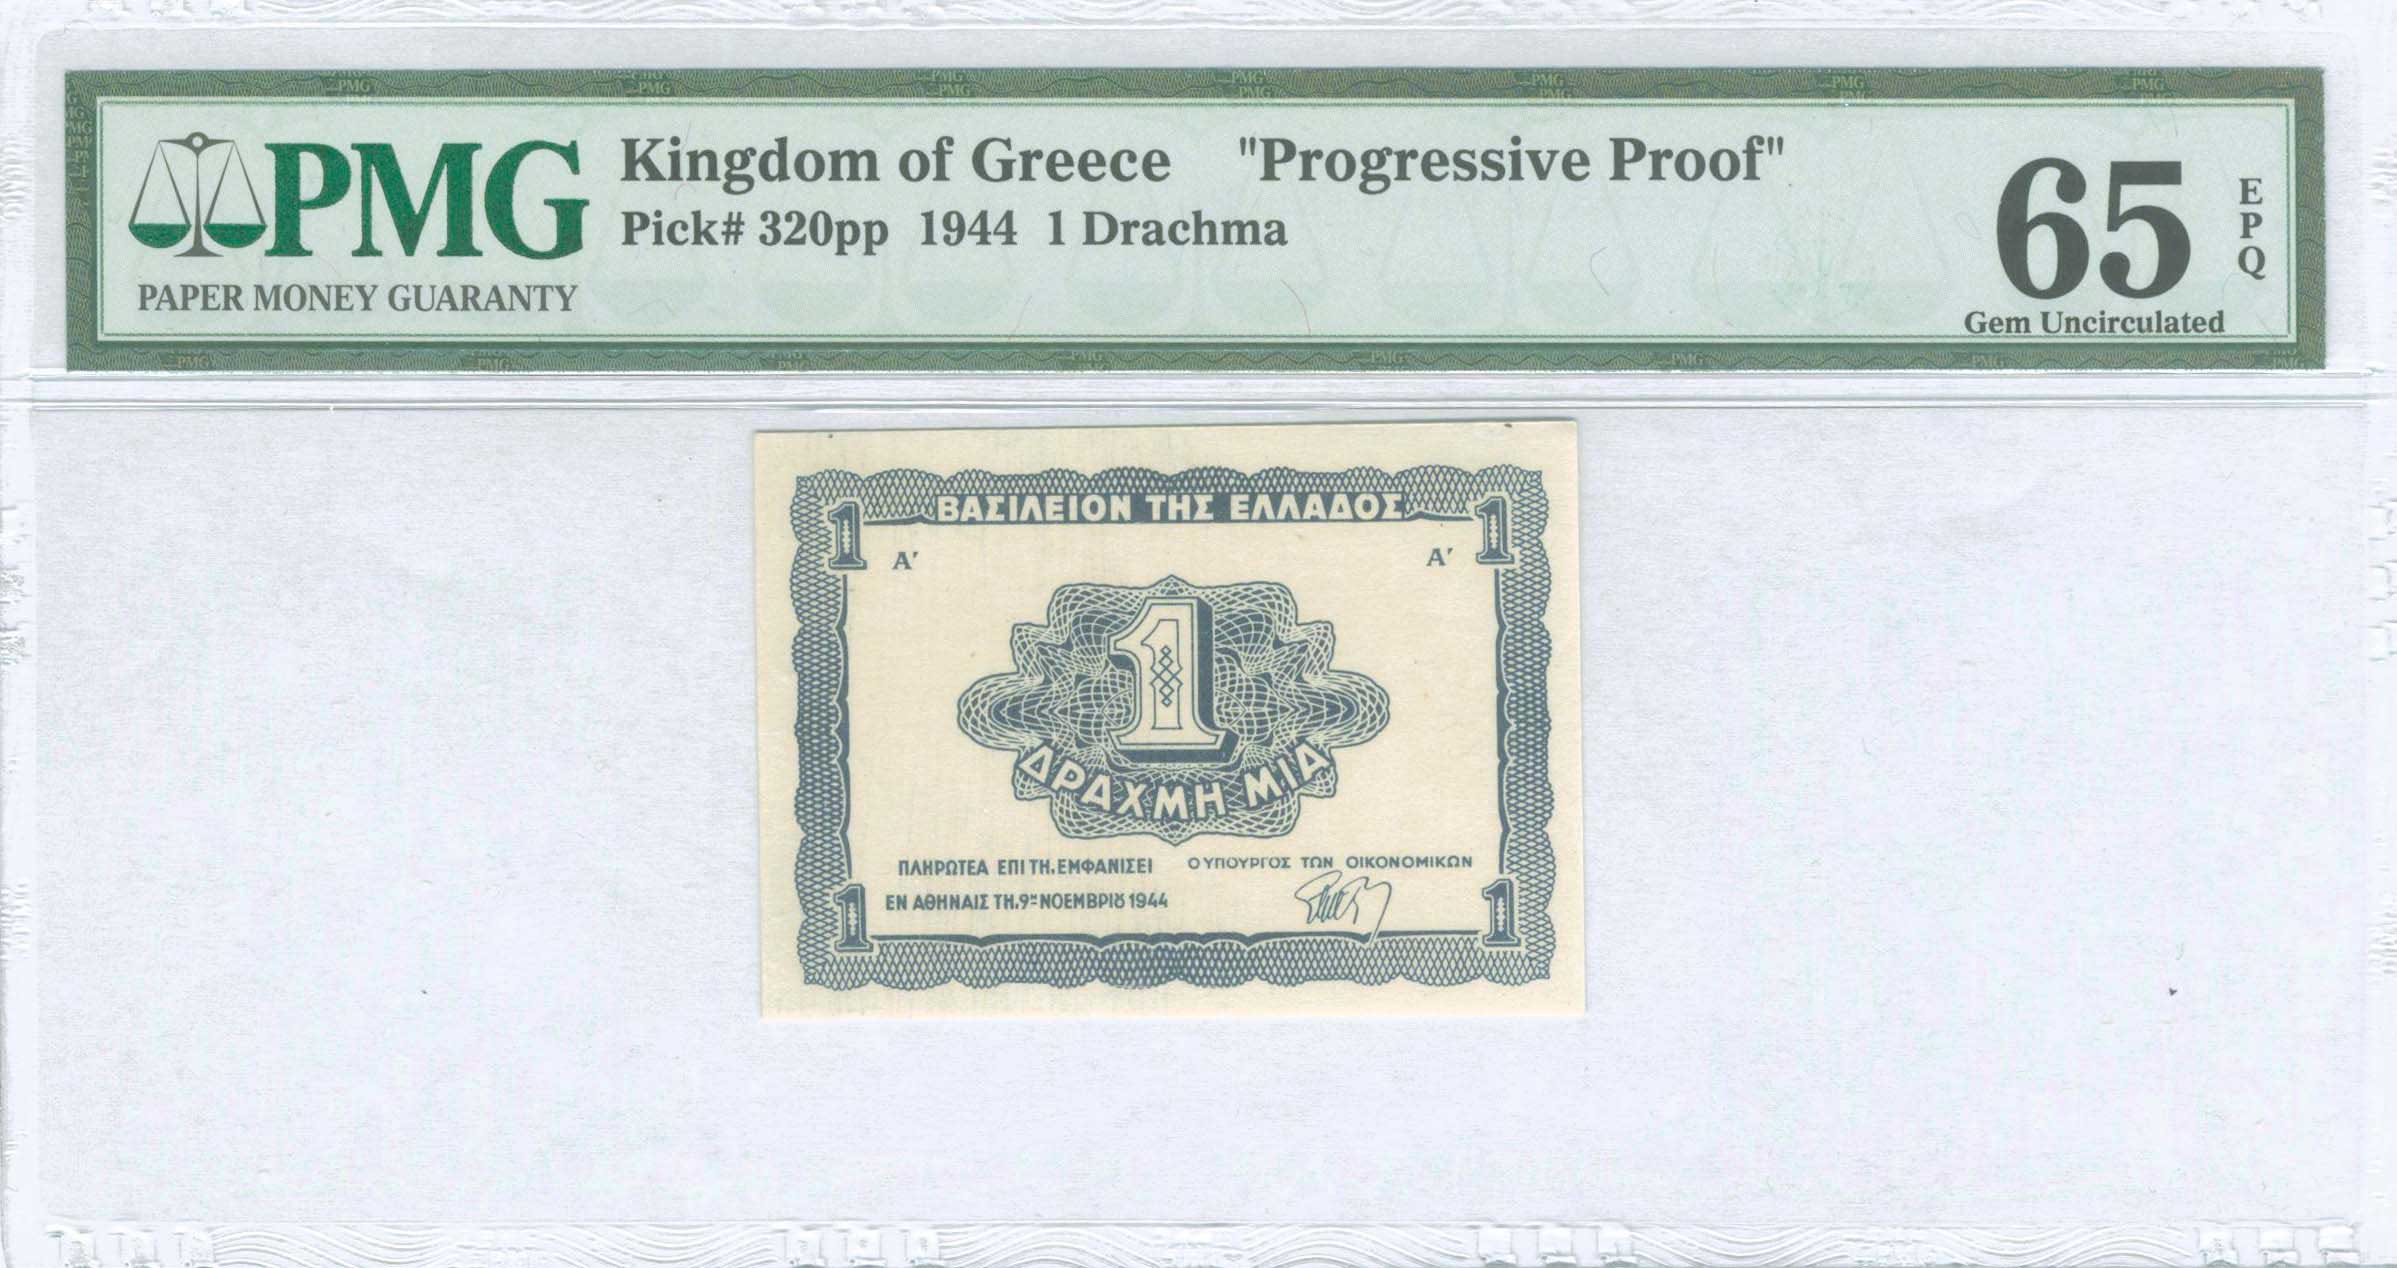 PMG
PAPER MONEY GUARANTY
Kingdom of Greece "Progressive Proof"
Pick# 320pp 1944 1 Drachma
65
EPQ
Gem Uncirculated
ΒΑΣΙΛΕΙΟΝ ΤΗΣ ΕΛΛΑΔΟΣ
1 1
Α' Α'
1
ΔΡΑΧΜΗ ΜΙΑ
ΠΛΗΡΩΤΕΑ ΕΠΙ ΤΗ. ΕΜΦΑΝΙΣΕΙ
ΕΝ ΑΘΗΝΑΙΣ ΤΗ. 9ῃ ΝΟΕΜΒΡΙȣ 1944
Ο ΥΠΟΥΡΓΟΣ ΤΩΝ ΟΙΚΟΝΟΜΙΚΩΝ
1 1